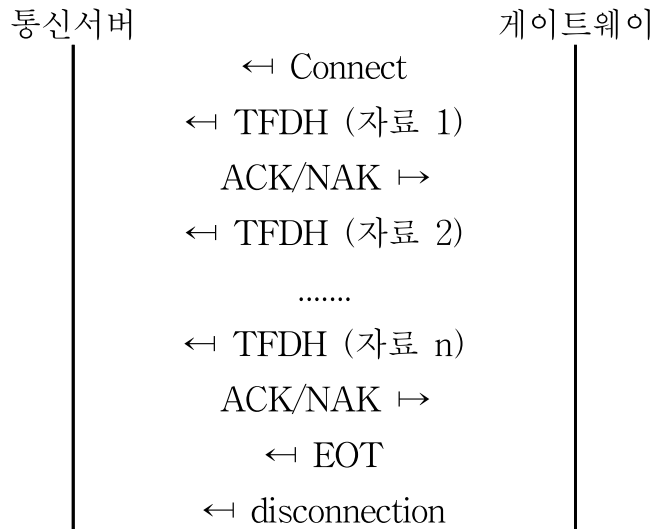 통신서버 게이트웨이
↤ Connect
↤ TFDH (자료 1)
ACK/NAK ↦
↤ TFDH (자료 2)
.......
↤ TFDH (자료 n)
ACK/NAK ↦
↤ EOT
↤ disconnection